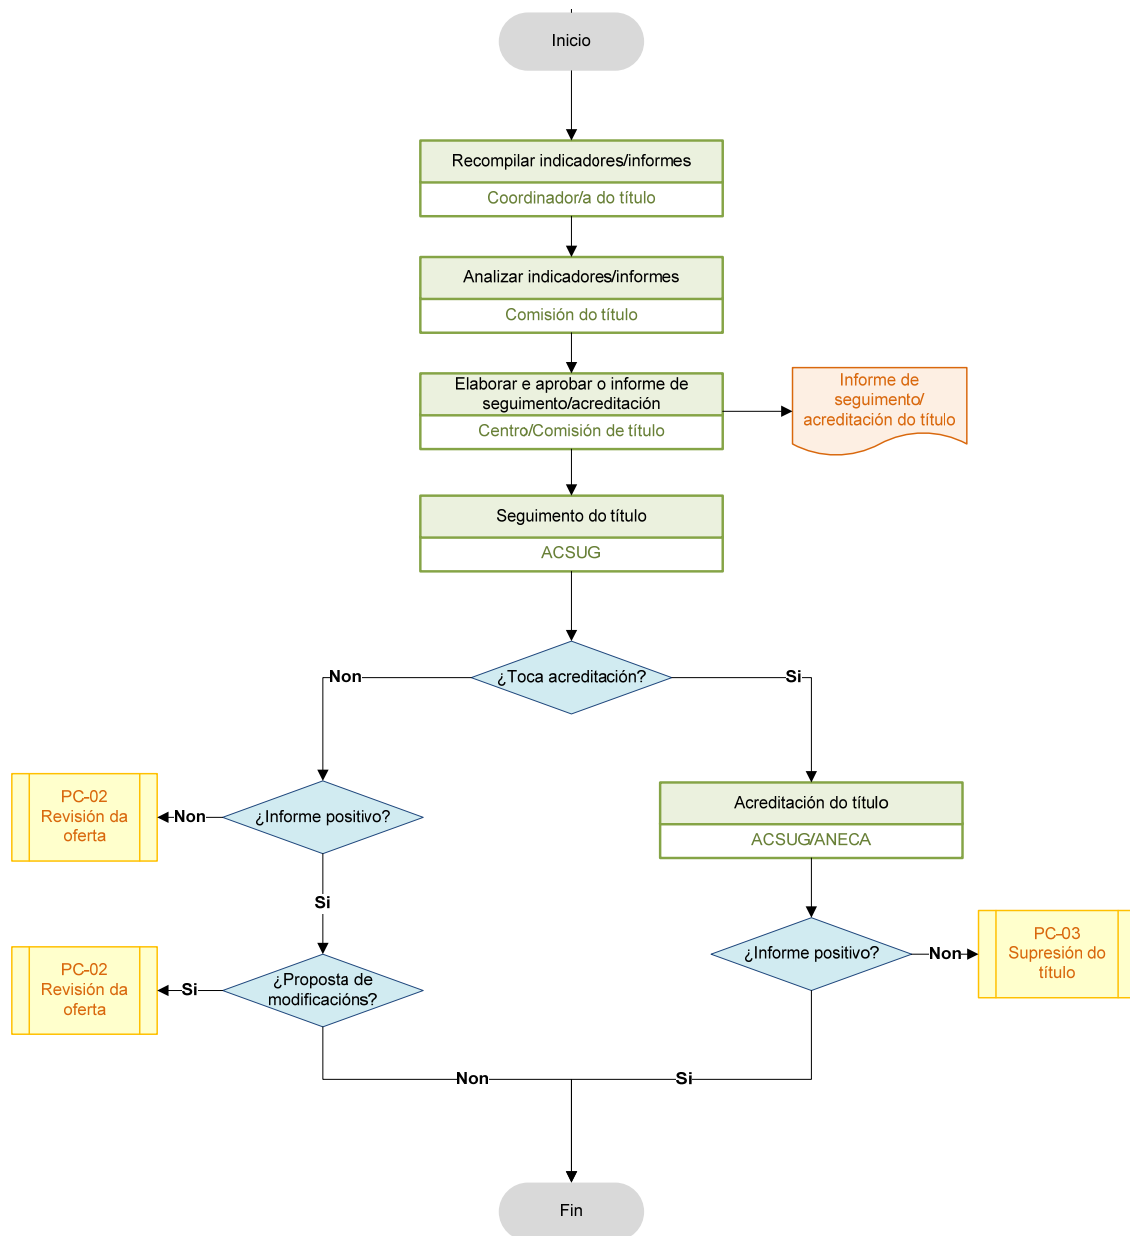 Inicio
Recompilar indicadores/informes
Coordinador/a do título
Analizar indicadores/informes
Comisión do título
Elaborar e aprobar o informe de
seguimento/acreditación
Centro/Comisión de título
Informe de
seguimento/
acreditación do título
Seguimento do título
ACSUG
¿Toca acreditación?
Non
Si
¿Informe positivo?
Non
PC-02
Revisión da
oferta
Si
¿Proposta de
modificacións?
Si
PC-02
Revisión da
oferta
Non
Acreditación do título
ACSUG/ANECA
¿Informe positivo?
Non
PC-03
Supresión do
título
Si
Fin